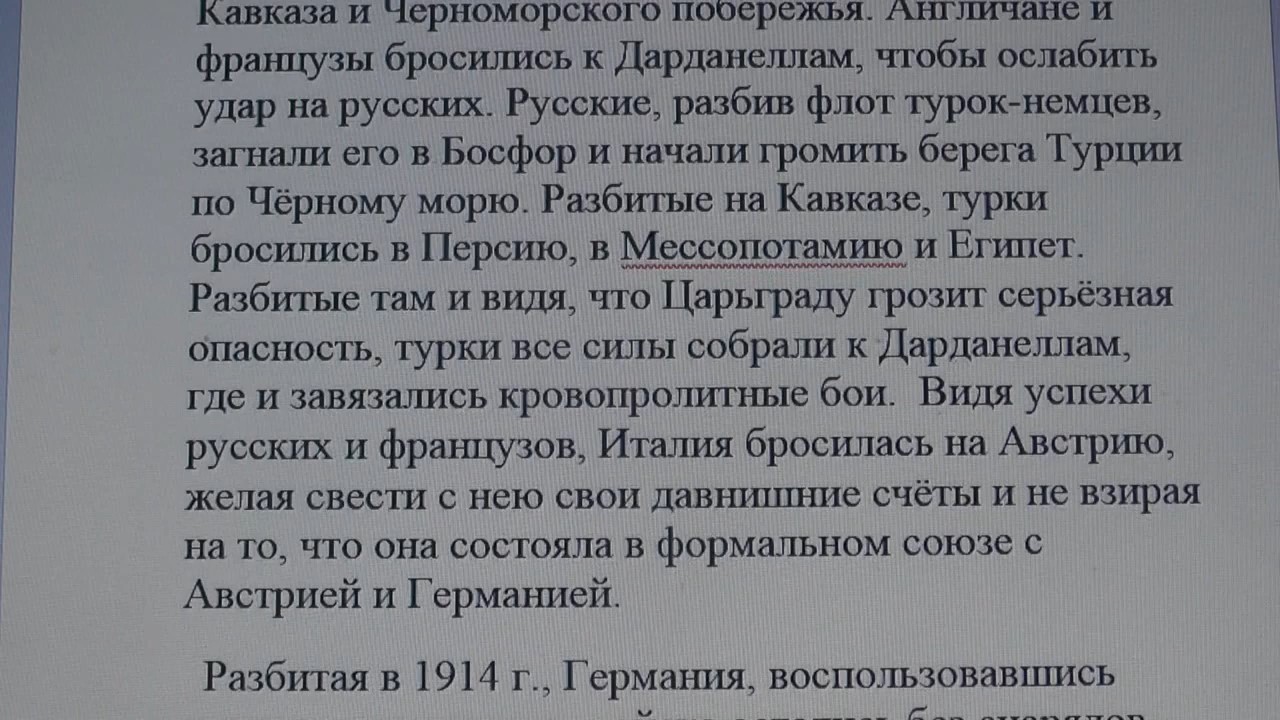 Кавказа и Черноморского побережья. Англичане и
французы бросились к Дарданеллам, чтобы ослабить
удар на русских. Русские, разбив флот турок-немцев,
загнали его в Босфор и начали громить берега Турции
по Чёрному морю. Разбитые на Кавказе, турки
бросились в Персию, в Мессопотамию и Египет.
Разбитые там и видя, что Царьграду грозит серьёзная
опасность, турки все силы собрали к Дарданеллам,
где и завязались кровопролитные бои.  Видя успехи
русских и французов, Италия бросилась на Австрию,
желая свести с нею свои давнишние счёты и не взирая
на то, что она состояла в формальном союзе с
Австрией и Германией.
Разбитая в 1914 г., Германия, воспользовавшись